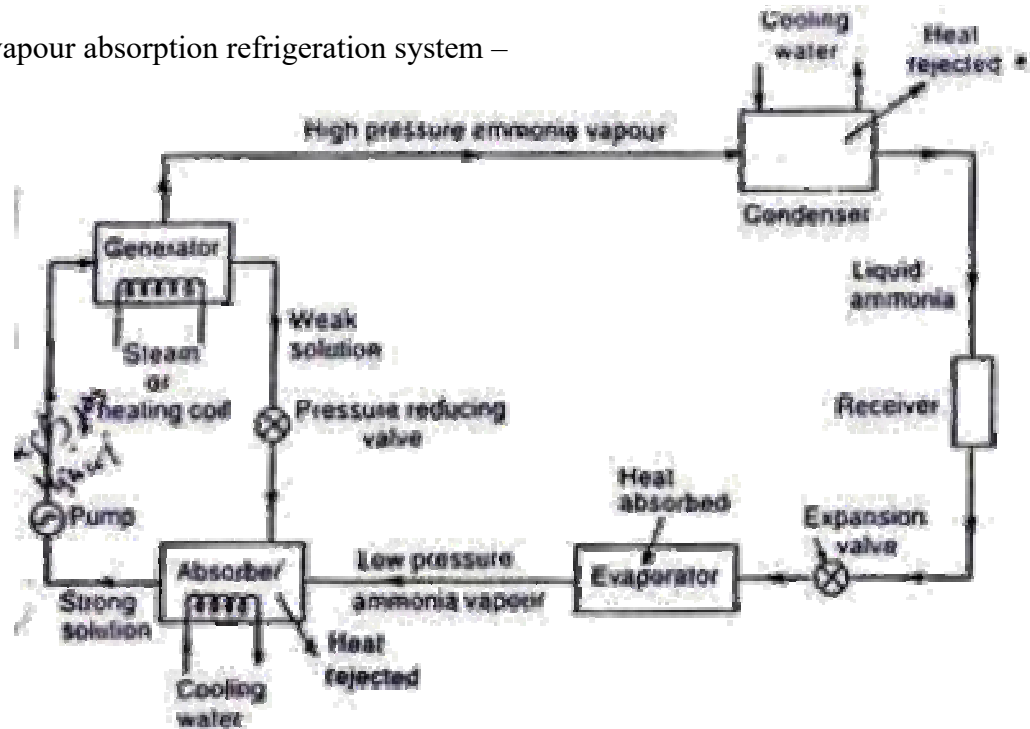 vapour absorption refrigeration system –
Cooling
water
Heat
rejected
High pressure ammonia vapour
Condenser
Generator
Liquid
ammonia
Weak
solution
Steam
or
heating coil
Pressure reducing
valve
Receiver
Heat
absorbed
Expansion
valve
Pump
Absorber
Low pressure
ammonia vapour
Evaporator
Strong
solution
Heat
rejected
Cooling
water